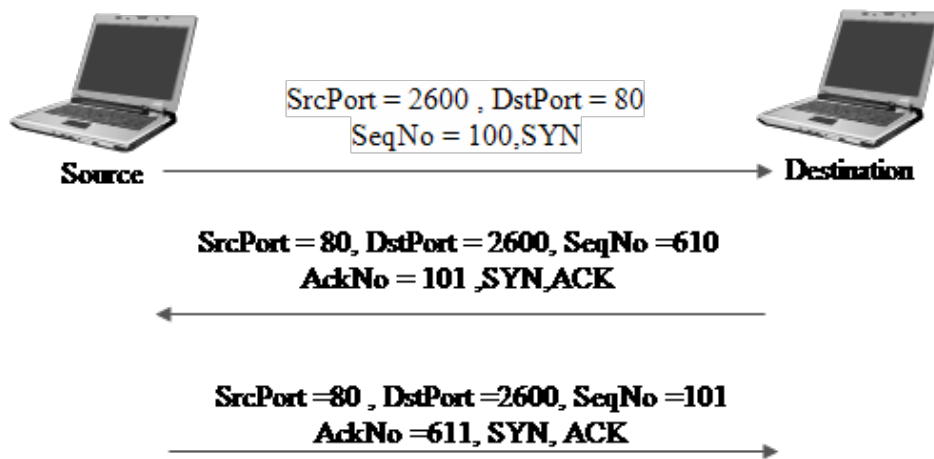 SrcPort = 2600 , DstPort = 80
SeqNo = 100,SYN
Source
Destination
SrcPort = 80, DstPort = 2600, SeqNo =610
AckNo = 101 ,SYN,ACK
SrcPort =80 , DstPort =2600, SeqNo =101
AckNo =611, SYN, ACK